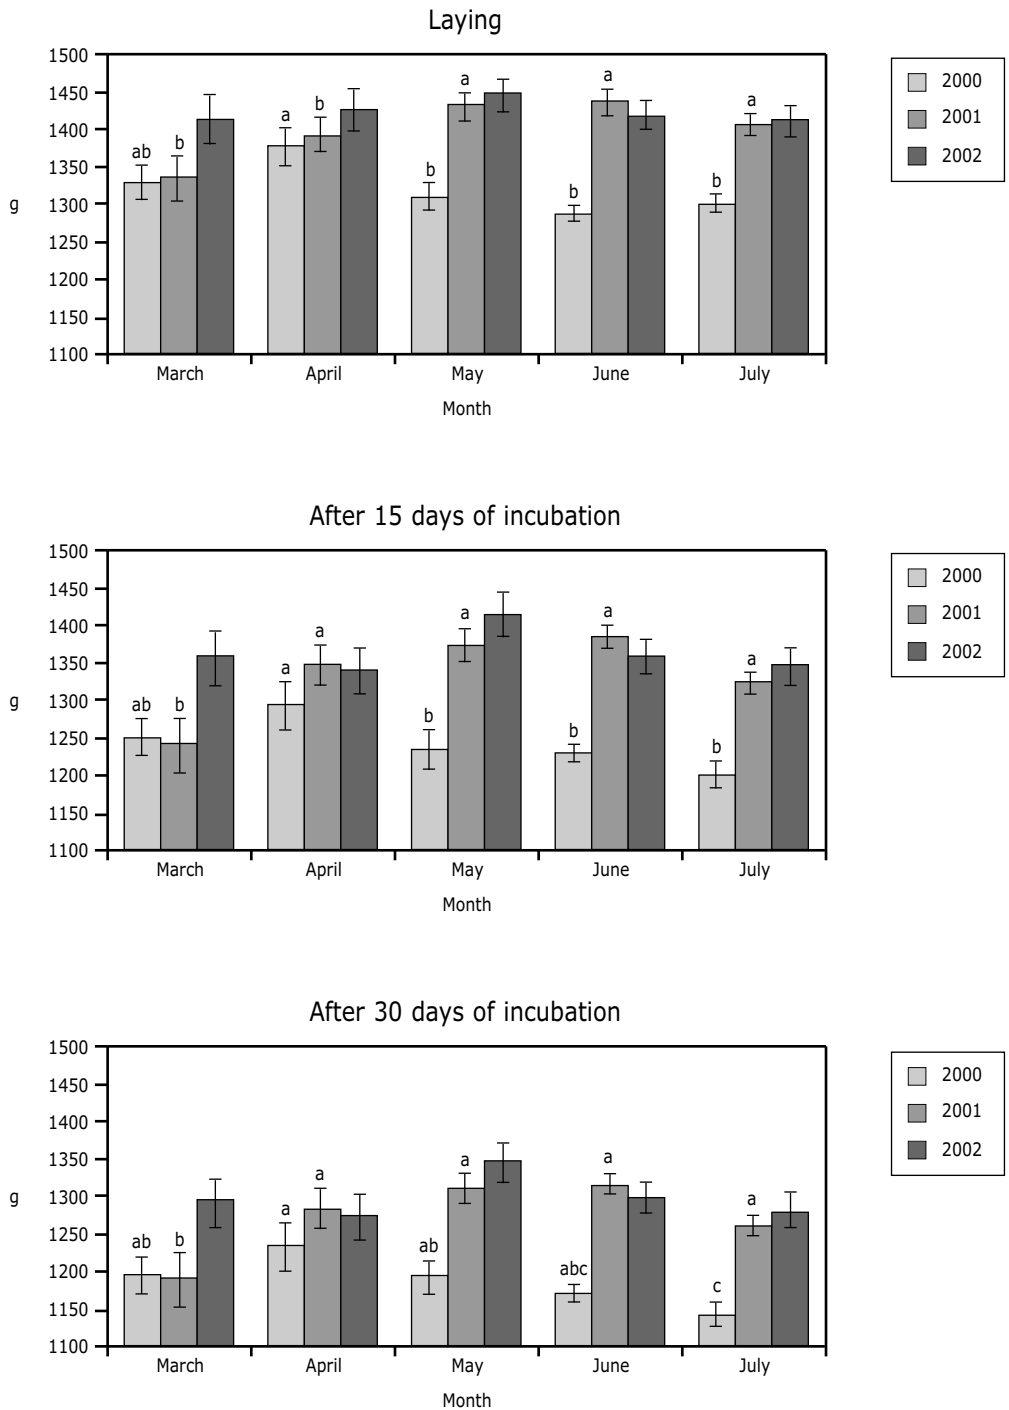 Laying
1500
1450
1400
1350
1300
1250
1200
1150
1100
g
ab
b
a
b
b
a
b
a
b
a
March
April
May
June
July
Month
2000
2001
2002
After 15 days of incubation
1500
1450
1400
1350
1300
1250
1200
1150
1100
g
ab
b
a
a
b
a
b
a
b
a
March
April
May
June
July
Month
2000
2001
2002
After 30 days of incubation
1500
1450
1400
1350
1300
1250
1200
1150
1100
g
ab
b
a
a
ab
a
abc
a
c
a
March
April
May
June
July
Month
2000
2001
2002